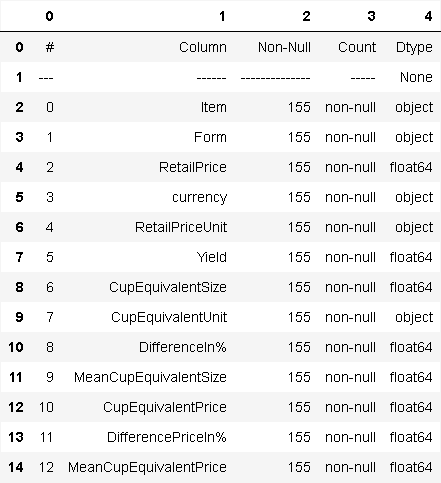 0 1 2 3 4
0 # Column Non-Null Count Dtype
1 --- ------ -------------- ----- None
2 0 Item 155 non-null object
3 1 Form 155 non-null object
4 2 RetailPrice 155 non-null float64
5 3 currency 155 non-null object
6 4 RetailPriceUnit 155 non-null object
7 5 Yield 155 non-null float64
8 6 CupEquivalentSize 155 non-null float64
9 7 CupEquivalentUnit 155 non-null object
10 8 DifferenceIn% 155 non-null float64
11 9 MeanCupEquivalentSize 155 non-null float64
12 10 CupEquivalentPrice 155 non-null float64
13 11 DifferencePriceIn% 155 non-null float64
14 12 MeanCupEquivalentPrice 155 non-null float64